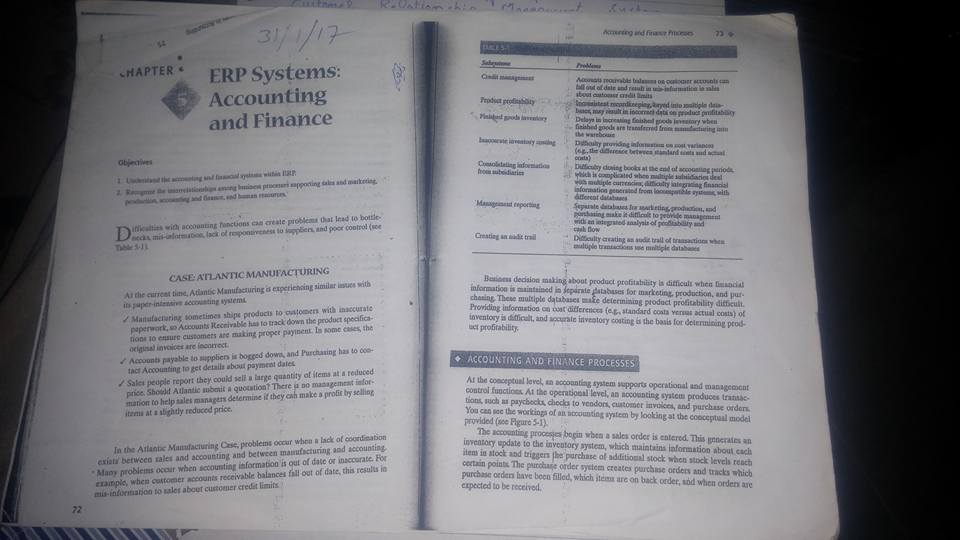 Customer Relationship Management System
31/1/17
CHAPTER
5
ERP Systems:
Accounting
and Finance
Objectives
1. Understand the accounting and financial systems within ERP.
2. Recognize the interrelationships among business processes supporting sales and marketing,
production, accounting and finance, and human resources.
Difficulties with accounting functions can create problems that lead to bottle-
necks, mis-information, lack of responsiveness to suppliers, and poor control (see
Table 5-1).
CASE: ATLANTIC MANUFACTURING
At the current time, Atlantic Manufacturing is experiencing similar issues with
its paper-intensive accounting systems.
✓ Manufacturing sometimes ships products to customers with inaccurate
paperwork, so Accounts Receivable has to track down the product specifica-
tions to ensure customers are making proper payment. In some cases, the
original invoices are incorrect.
✓ Accounts payable to suppliers is bogged down, and Purchasing has to con-
tact Accounting to get details about payment dates.
✓ Sales people report they could sell a large quantity of items at a reduced
price. Should Atlantic submit a quotation? There is no management infor-
mation to help sales managers determine if they can make a profit by selling
items at a slightly reduced price.
In the Atlantic Manufacturing Case, problems occur when a lack of coordination
exists between sales and accounting and between manufacturing and accounting.
Many problems occur when accounting information is out of date or inaccurate. For
example, when customer accounts receivable balances fall out of date, this results in
mis-information to sales about customer credit limits.
72
Accounting and Finance Processes 73
TABLE 5-1
Subsystem Problems
Credit management Accounts receivable balances on customer accounts can
fall out of date and result in mis-information in sales
about customer credit limits
Product profitability Inconsistent recordkeeping, keyed into multiple data-
bases, may result in incorrect data on product profitability
Finished goods inventory Delays in increasing finished goods inventory when
finished goods are transferred from manufacturing into
the warehouse
Inaccurate inventory costing Difficulty providing information on cost variances
(e.g., the difference between standard costs and actual
costs)
Consolidating information Difficulty closing books at the end of accounting periods,
from subsidiaries which is complicated when multiple subsidiaries deal
with multiple currencies; difficulty integrating financial
information generated from incompatible systems, with
different databases
Management reporting Separate databases for marketing, production, and
purchasing make it difficult to provide management
with an integrated analysis of profitability and
cash flow
Creating an audit trail Difficulty creating an audit trail of transactions when
multiple transactions use multiple databases
Business decision making about product profitability is difficult when financial
information is maintained in separate databases for marketing, production, and pur-
chasing. These multiple databases make determining product profitability difficult.
Providing information on cost differences (e.g., standard costs versus actual costs) of
inventory is difficult, and accurate inventory costing is the basis for determining prod-
uct profitability.
ACCOUNTING AND FINANCE PROCESSES
At the conceptual level, an accounting system supports operational and management
control functions. At the operational level, an accounting system produces transac-
tions, such as paychecks, checks to vendors, customer invoices, and purchase orders.
You can see the workings of an accounting system by looking at the conceptual model
provided (see Figure 5-1).
The accounting processes begin when a sales order is entered. This generates an
inventory update to the inventory system, which maintains information about each
item in stock and triggers the purchase of additional stock when stock levels reach
certain points. The purchase order system creates purchase orders and tracks which
purchase orders have been filled, which items are on back order, and when orders are
expected to be received.